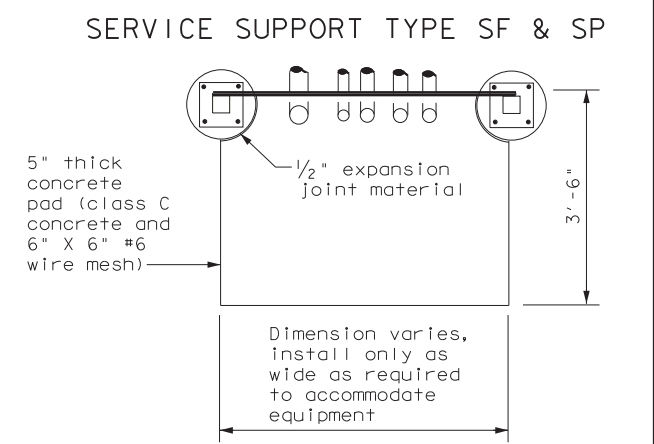 SERVICE SUPPORT TYPE SF & SP
5" thick
concrete
pad (class C
concrete and
6" X 6" #6
wire mesh)
1/2" expansion
joint material
3'-6"
Dimension varies,
install only as
wide as required
to accommodate
equipment